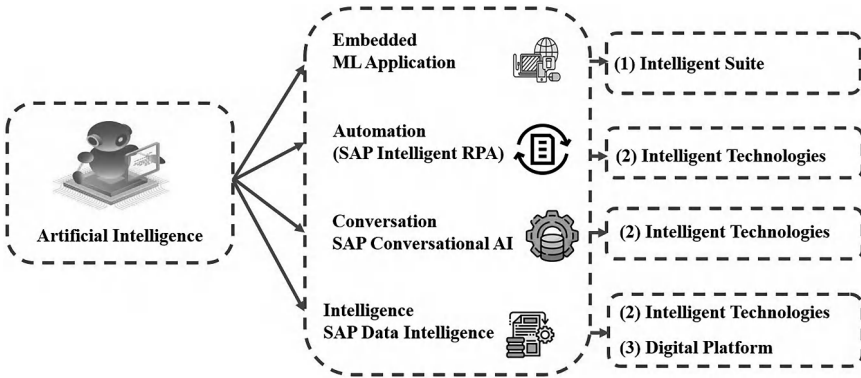 Artificial Intelligence
Embedded
ML Application
Automation
(SAP Intelligent RPA)
Conversation
SAP Conversational AI
Intelligence
SAP Data Intelligence
(1) Intelligent Suite
(2) Intelligent Technologies
(2) Intelligent Technologies
(2) Intelligent Technologies
(3) Digital Platform